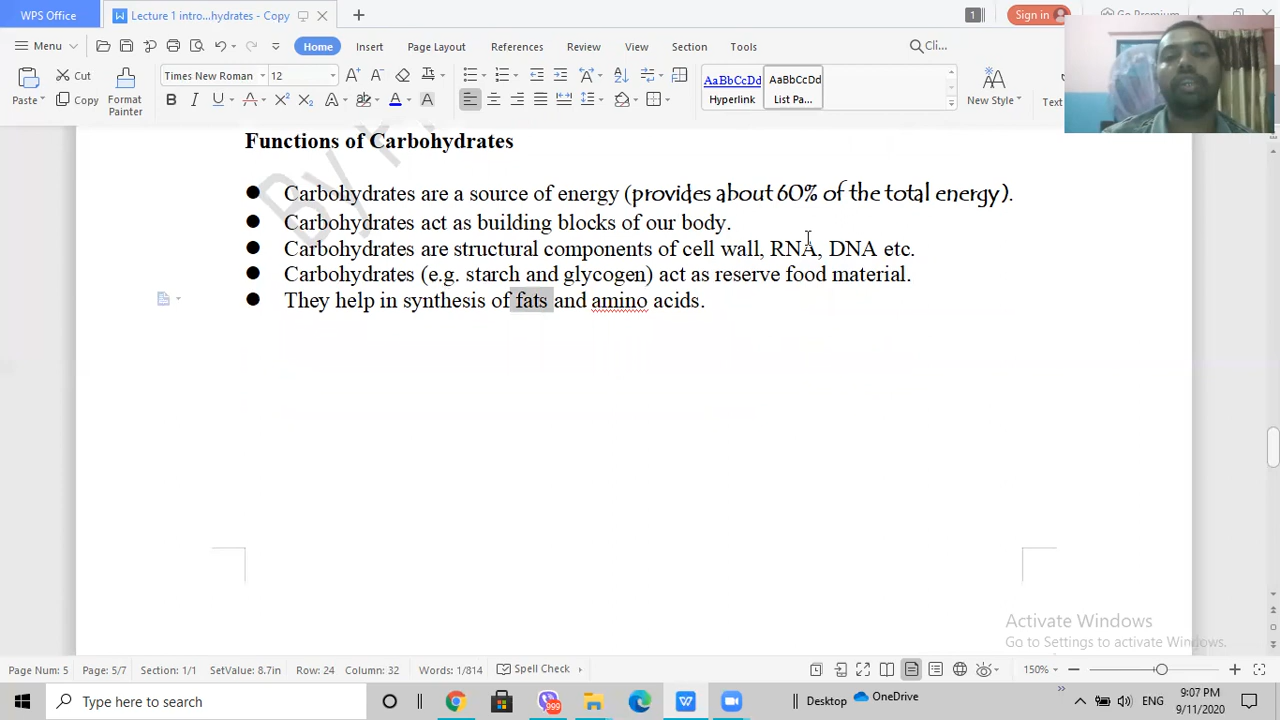 WPS Office
Lecture 1 intro...hydrates - Copy
1
Sign in
Go Premium
Menu
Home
Insert
Page Layout
References
Review
View
Section
Tools
Cli...
Paste
Cut
Copy
Format
Painter
Times New Roman
12
AaBbCcDd
Hyperlink
AaBbCcDd
List Pa...
New Style
Text
Functions of Carbohydrates
Carbohydrates are a source of energy (provides about 60% of the total energy).
Carbohydrates act as building blocks of our body.
Carbohydrates are structural components of cell wall, RNA, DNA etc.
Carbohydrates (e.g. starch and glycogen) act as reserve food material.
They help in synthesis of fats and amino acids.
By
Activate Windows
Go to Settings to activate Windows.
Page Num: 5
Page: 5/7
Section: 1/1
SetValue: 8.7in
Row: 24
Column: 32
Words: 1/814
Spell Check
150%
Type here to search
999
Desktop
OneDrive
ENG
9:07 PM
9/11/2020